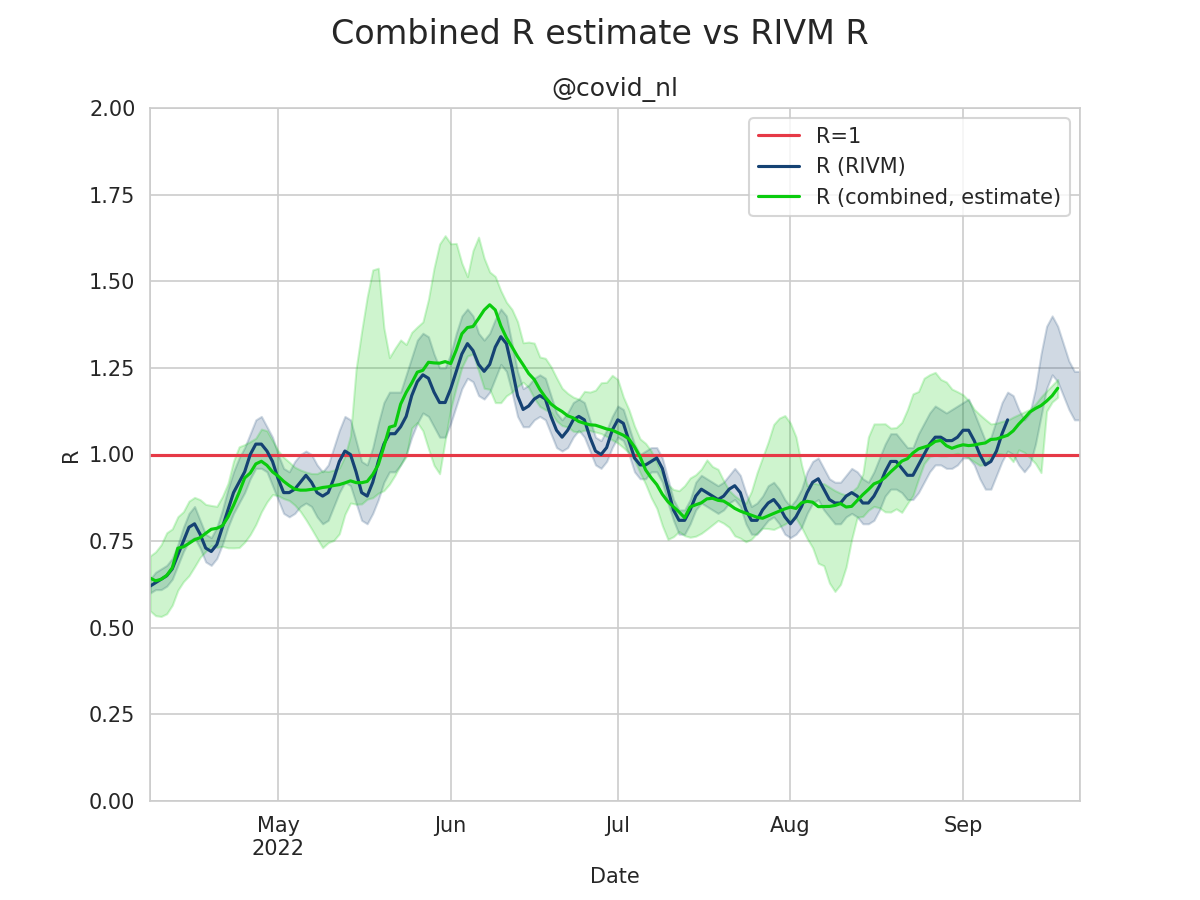 Combined R estimate vs RIVM R
@covid_nl
2.00
1.75
1.50
1.25
1.00
0.75
0.50
0.25
0.00
R
R=1
R (RIVM)
R (combined, estimate)
May
2022
Jun
Jul
Aug
Sep
Date